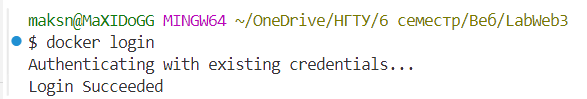 maksn@MaXIDoGG MINGW64 ~/OneDrive/НГТУ/6 семестр/Веб/LabWeb3
$ docker login
Authenticating with existing credentials...
Login Succeeded